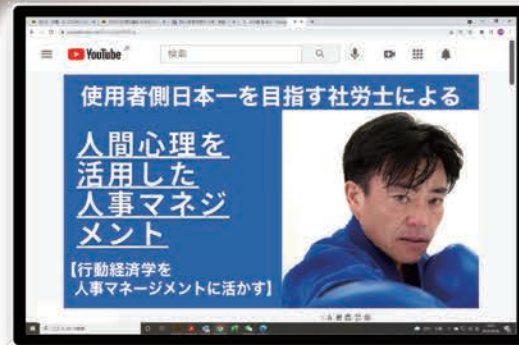 YouTube
検索
使用者側日本一を目指す社労士による
人間心理を
活用した
人事マネジ
メント
【行動経済学を
人事マネージメントに活かす】